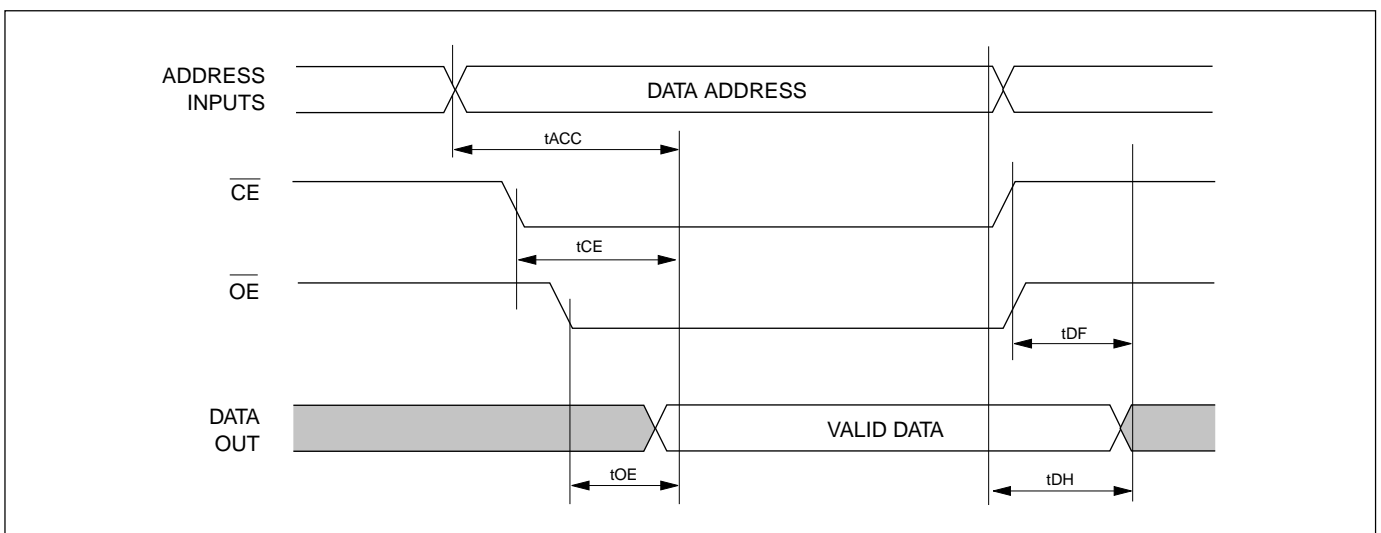 ADDRESS
INPUTS
DATA ADDRESS
tACC
CE
tCE
OE
tDF
DATA
OUT
VALID DATA
tOE
tDH